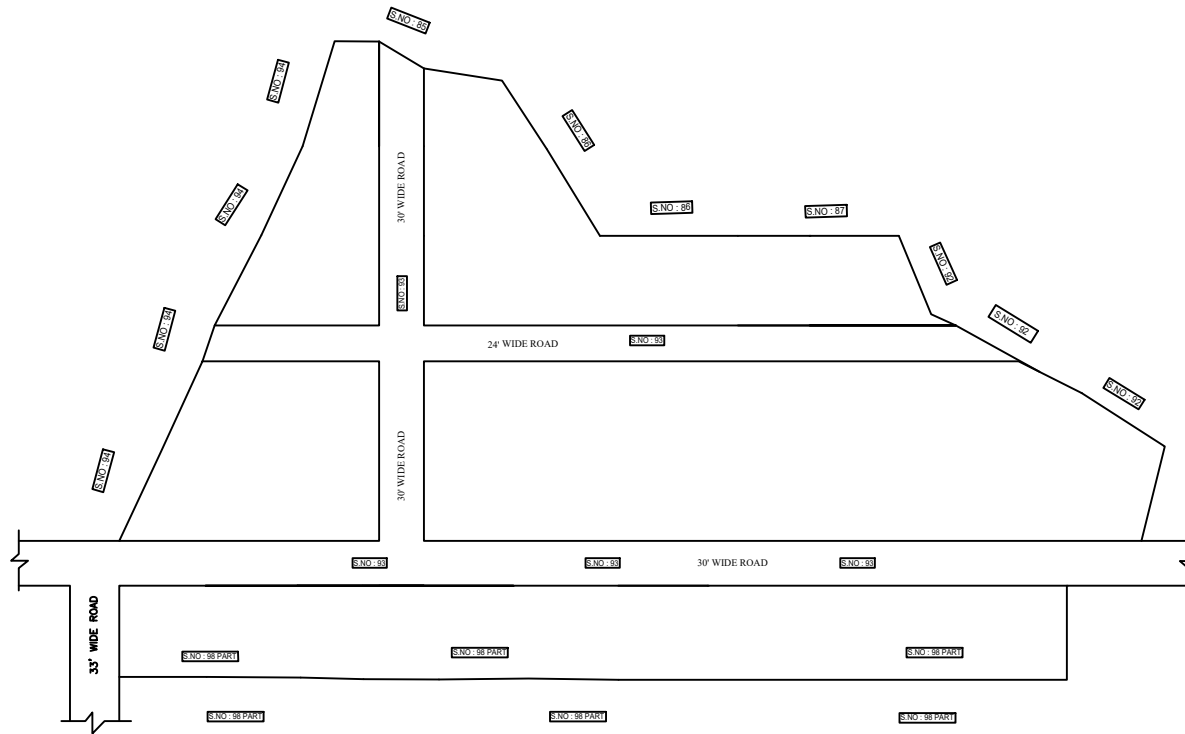 S.NO : 85
S.NO : 94
S.NO : 86
30' WIDE ROAD
S.NO : 94
S.NO : 86
S.NO : 87
S.NO : 92
S.NO : 93
S.NO : 94
S.NO : 92
24' WIDE ROAD
S.NO : 93
S.NO : 92
S.NO : 94
30' WIDE ROAD
S.NO : 93
S.NO : 93
30' WIDE ROAD
S.NO : 93
33' WIDE ROAD
S.NO : 98 PART
S.NO : 98 PART
S.NO : 98 PART
S.NO : 98 PART
S.NO : 98 PART
S.NO : 98 PART